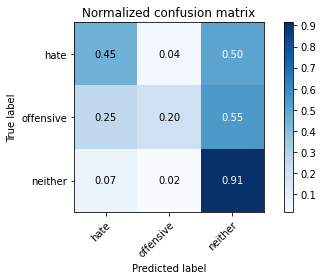 Normalized confusion matrix
True label
hate
offensive
neither
0.45 0.04 0.50
0.25 0.20 0.55
0.07 0.02 0.91
hate
offensive
neither
Predicted label
0.9
0.8
0.7
0.6
0.5
0.4
0.3
0.2
0.1